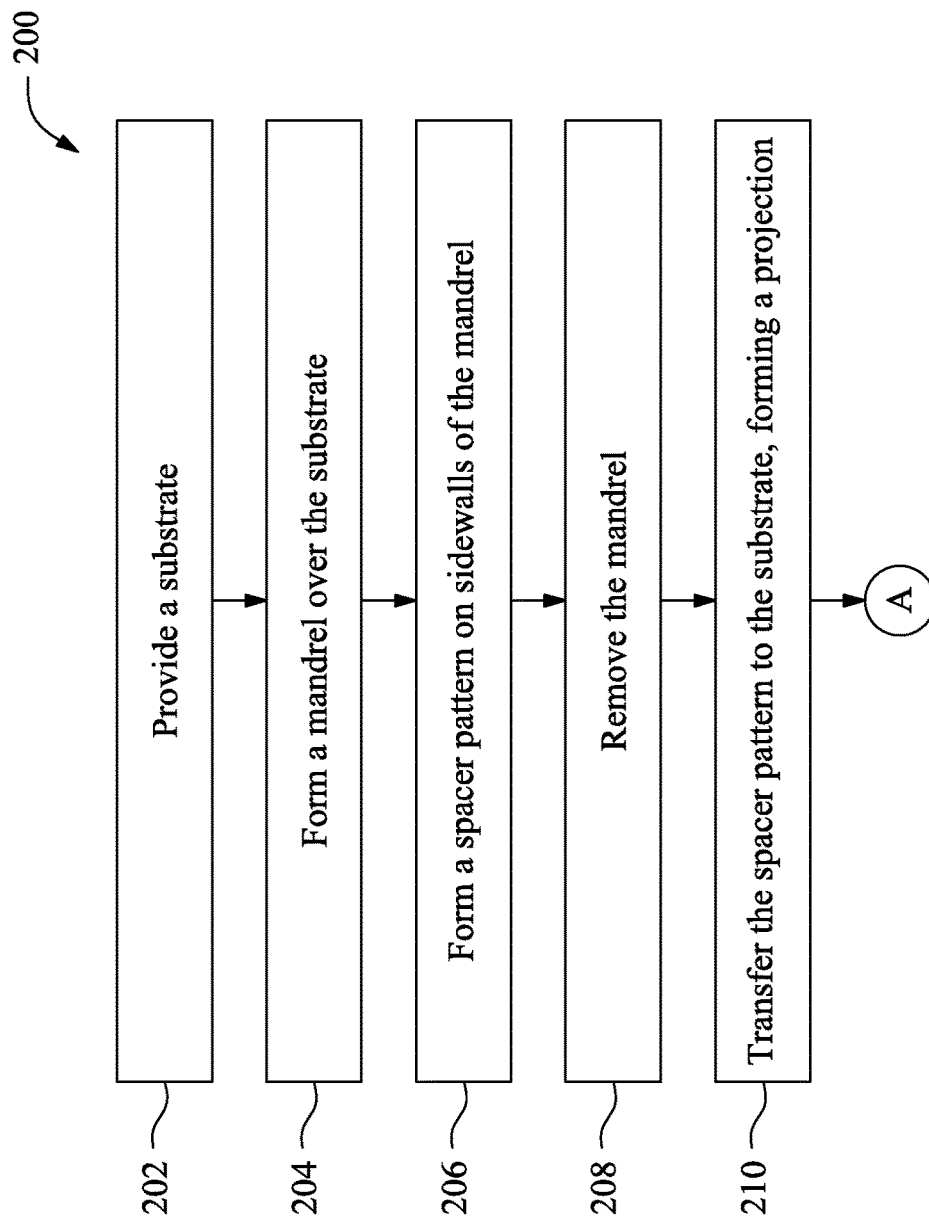 200
202
Provide a substrate
204
Form a mandrel over the substrate
206
Form a spacer pattern on sidewalls of the mandrel
208
Remove the mandrel
210
Transfer the spacer pattern to the substrate, forming a projection
A